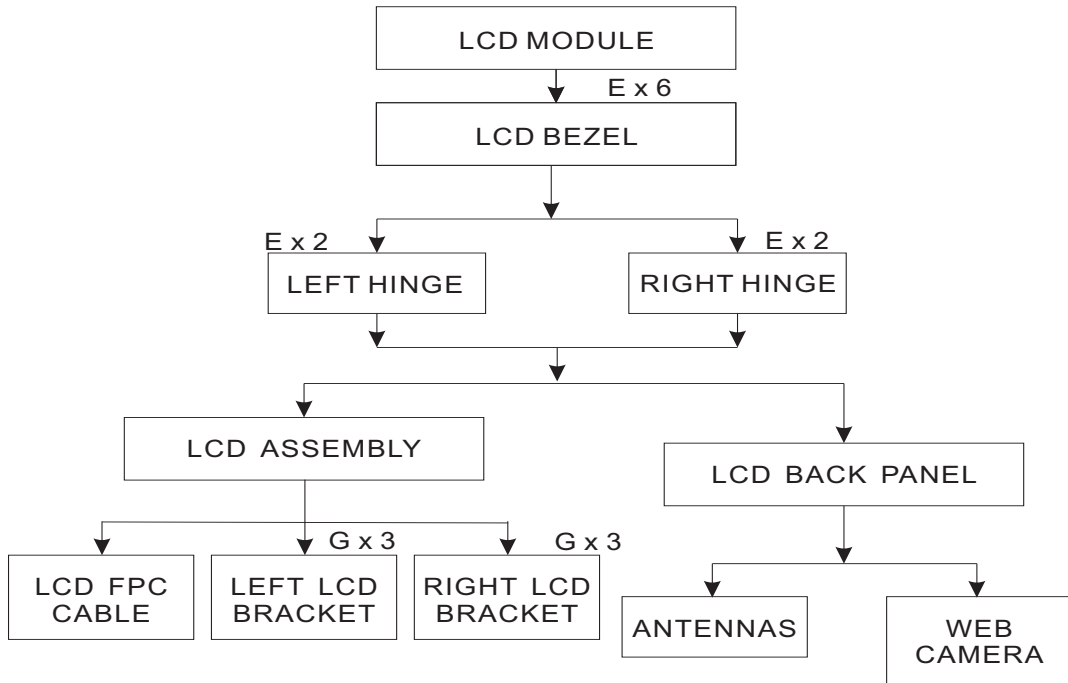 LCD MODULE
E x 6
LCD BEZEL
E x 2
E x 2
LEFT HINGE
RIGHT HINGE
LCD ASSEMBLY
LCD BACK PANEL
G x 3
G x 3
LCD FPC
CABLE
LEFT LCD
BRACKET
RIGHT LCD
BRACKET
ANTENNAS
WEB
CAMERA